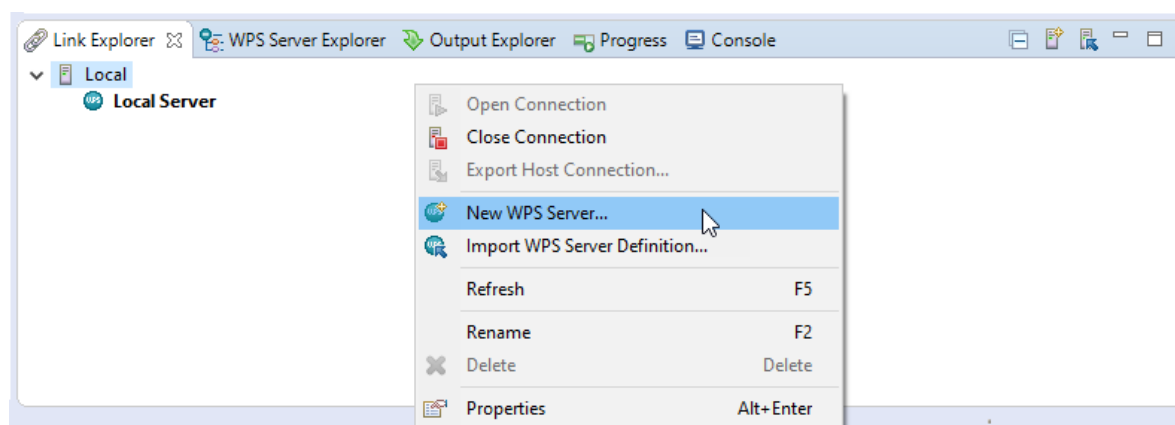 Link Explorer WPS Server Explorer Output Explorer Progress Console
Local
Local Server
Open Connection
Close Connection
Export Host Connection...
New WPS Server...
Import WPS Server Definition...
Refresh F5
Rename F2
Delete Delete
Properties Alt+Enter